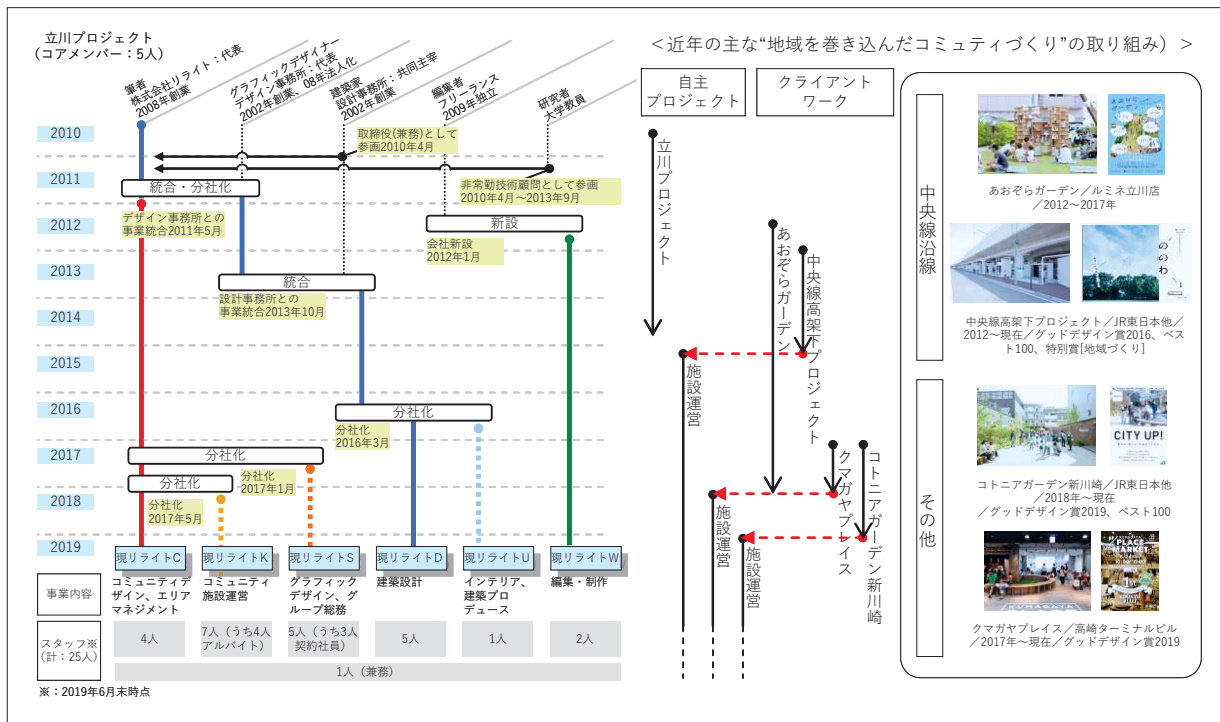 立川プロジェクト
（コアメンバー：5人）
筆者
株式会社リライト：代表
2008年創業
グラフィックデザイナー
デザイン事務所：代表
2002年創業、08年法人化
建築家
設計事務所：共同主宰
2002年創業
編集者
フリーランス
2009年独立
研究者
大学教員
2010
2011
2012
2013
2014
2015
2016
2017
2018
2019
取締役(兼務)として
参画2010年4月
非常勤技術顧問として参画
2010年4月～2013年9月
統合・分社化
デザイン事務所との
事業統合2011年5月
新設
会社新設
2012年1月
統合
設計事務所との
事業統合2013年10月
分社化
分社化
2016年3月
分社化
分社化
2017年1月
分社化
分社化
2017年5月
現リライトC
現リライトK
現リライトS
現リライトD
現リライトU
現リライトW
事業内容
コミュニティデ
ザイン、エリア
マネジメント
コミュニティ
施設運営
グラフィック
デザイン、グ
ループ総務
建築設計
インテリア、
建築プロ
デュース
編集・制作
スタッフ※
（計：25人）
4人
7人（うち4人
アルバイト）
5人（うち3人
契約社員）
5人
1人
2人
1人（兼務）
※：2019年6月末時点
＜近年の主な“地域を巻き込んだコミュティづくり”の取り組み）＞
自主
プロジェクト
クライアント
ワーク
立川プロジェクト
あおぞらガーデン
中央線高架下プロジェクト
施設運営
クマガヤプレイス
コトニアガーデン新川崎
施設運営
施設運営
中央線沿線
あおぞらガーデン／ルミネ立川店
／2012～2017年
ののわ
中央線高架下プロジェクト／JR東日本他／
2012～現在／グッドデザイン賞2016、ベス
ト100、特別賞[地域づくり]
その他
CITY UP!
コトニアガーデン新川崎／JR東日本他
／2018年～現在
／グッドデザイン賞2019、ベスト100
KUMAGAYA
PLACE
MARKET
クマガヤプレイス／高崎ターミナルビル
／2017年～現在／グッドデザイン賞2019